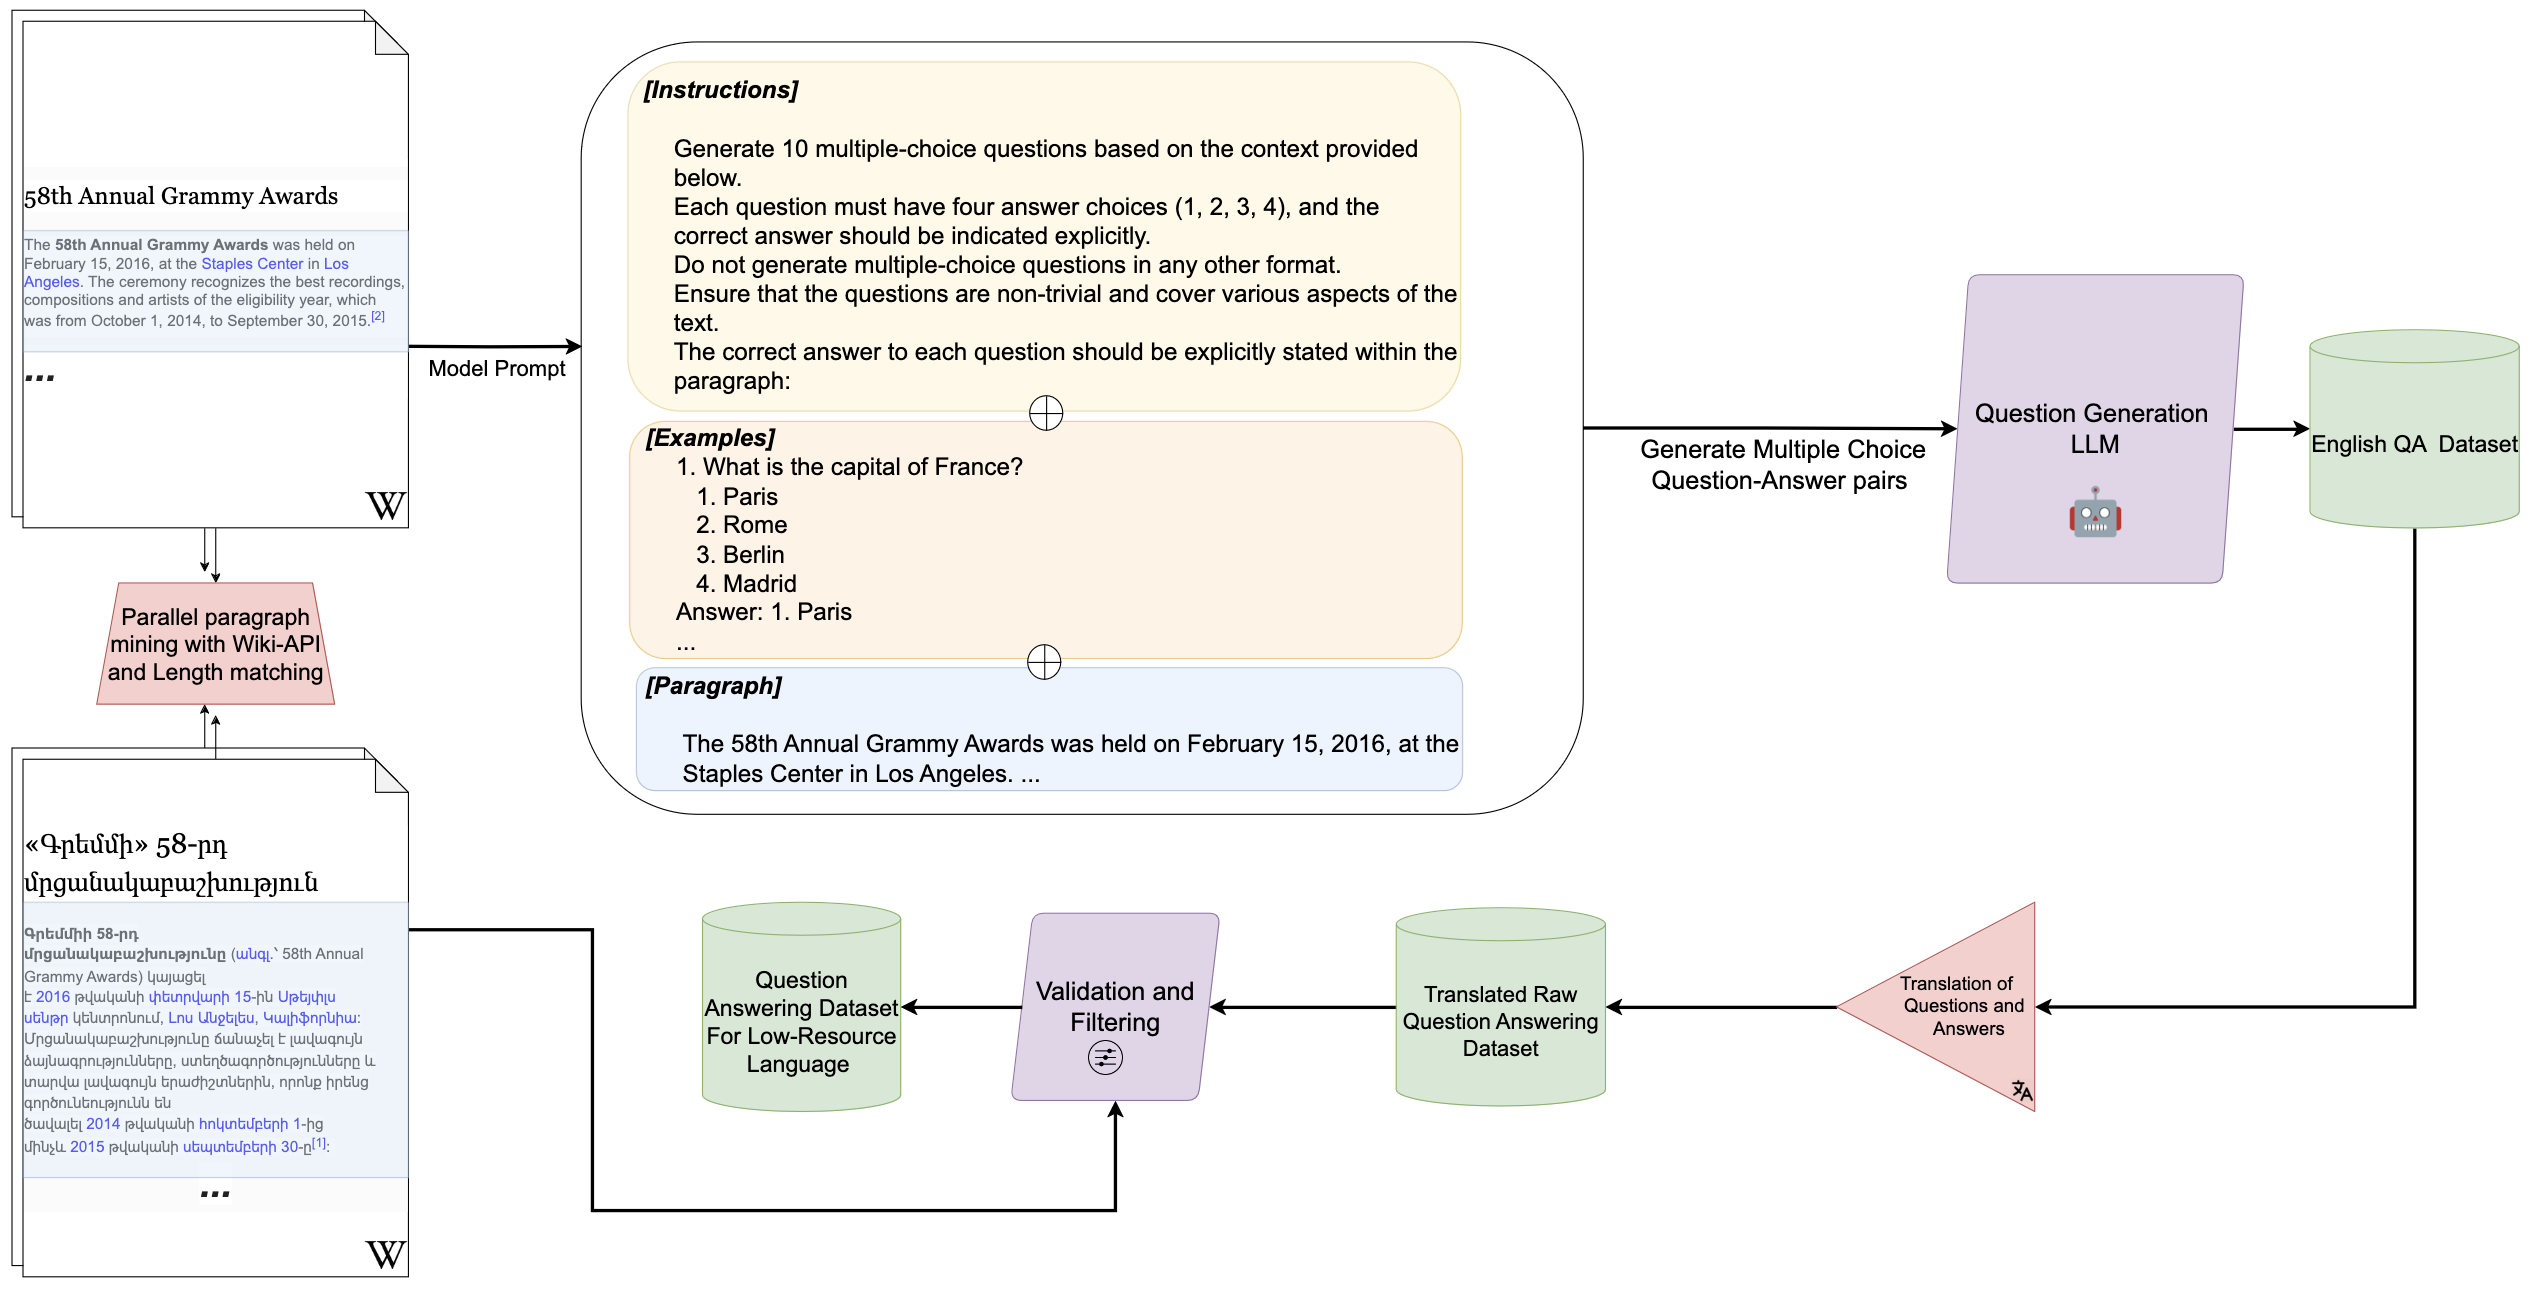 58th Annual Grammy Awards
The 58th Annual Grammy Awards was held on
February 15, 2016, at the Staples Center in Los
Angeles. The ceremony recognizes the best recordings,
compositions and artists of the eligibility year, which
was from October 1, 2014, to September 30, 2015.[2]
...
W
Model Prompt
Parallel paragraph
mining with Wiki-API
and Length matching
«Գրեմմի» 58-րդ
մրցանակաբաշխություն
Գրեմմիի 58-րդ
մրցանակաբաշխությունը (անգլ.՝ 58th Annual
Grammy Awards) կայացել
է 2016 թվականի փետրվարի 15-ին Սթեյփլս
սենթր կենտրոնում, Լոս Անջելես, Կալիֆորնիա:
Մրցանակաբաշխությունը ճանաչել է լավագույն
ձայնագրությունները, ստեղծագործությունները և
տարվա լավագույն երաժիշտներին, որոնք իրենց
գործունեությունն են
ծավալել 2014 թվականի հոկտեմբերի 1-ից
մինչև 2015 թվականի սեպտեմբերի 30-ը[1]:
...
W
[Instructions]
Generate 10 multiple-choice questions based on the context provided
below.
Each question must have four answer choices (1, 2, 3, 4), and the
correct answer should be indicated explicitly.
Do not generate multiple-choice questions in any other format.
Ensure that the questions are non-trivial and cover various aspects of the
text.
The correct answer to each question should be explicitly stated within the
paragraph:
[Examples]
1. What is the capital of France?
1. Paris
2. Rome
3. Berlin
4. Madrid
Answer: 1. Paris
...
[Paragraph]
The 58th Annual Grammy Awards was held on February 15, 2016, at the
Staples Center in Los Angeles. ...
Generate Multiple Choice
Question-Answer pairs
Question Generation
LLM
English QA Dataset
Translation of
Questions and
Answers
Translated Raw
Question Answering
Dataset
Validation and
Filtering
Question
Answering Dataset
For Low-Resource
Language